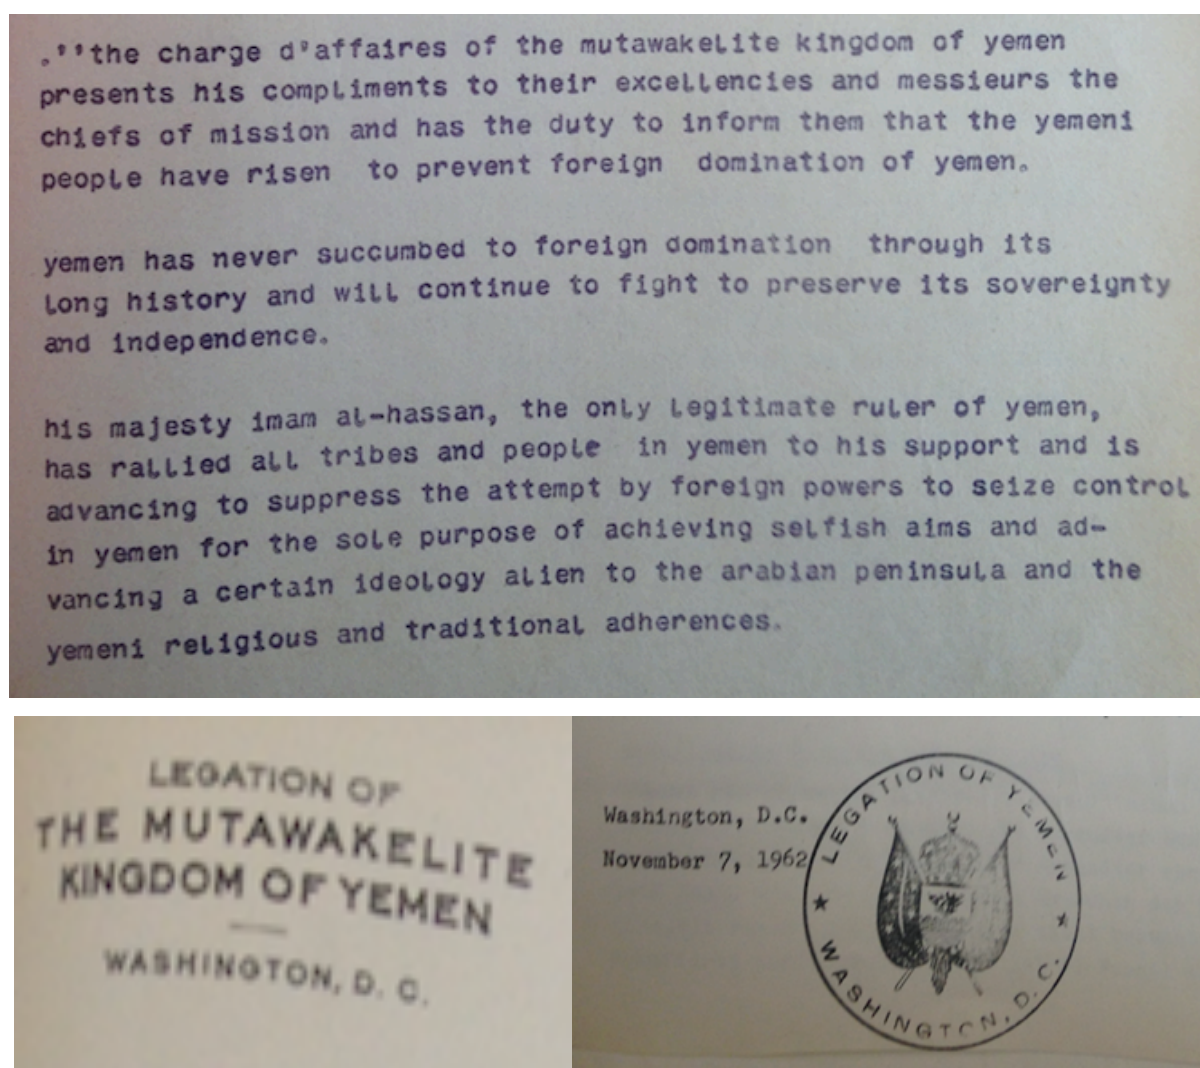 .''the charge d'affaires of the mutawakelite kingdom of yemen
presents his compliments to their excellencies and messieurs the
chiefs of mission and has the duty to inform them that the yemeni
people have risen to prevent foreign domination of yemen.
yemen has never succumbed to foreign domination through its
long history and will continue to fight to preserve its sovereignty
and independence.
his majesty imam al-hassan, the only legitimate ruler of yemen,
has rallied all tribes and people in yemen to his support and is
advancing to suppress the attempt by foreign powers to seize control
in yemen for the sole purpose of achieving selfish aims and ad-
vancing a certain ideology alien to the arabian peninsula and the
yemeni religious and traditional adherences.
LEGATION OF
THE MUTAWAKELITE
KINGDOM OF YEMEN
WASHINGTON, D. C.
Washington, D.C.
November 7, 1962
LEGATION OF YEMEN
WASHINGTON, D.C.